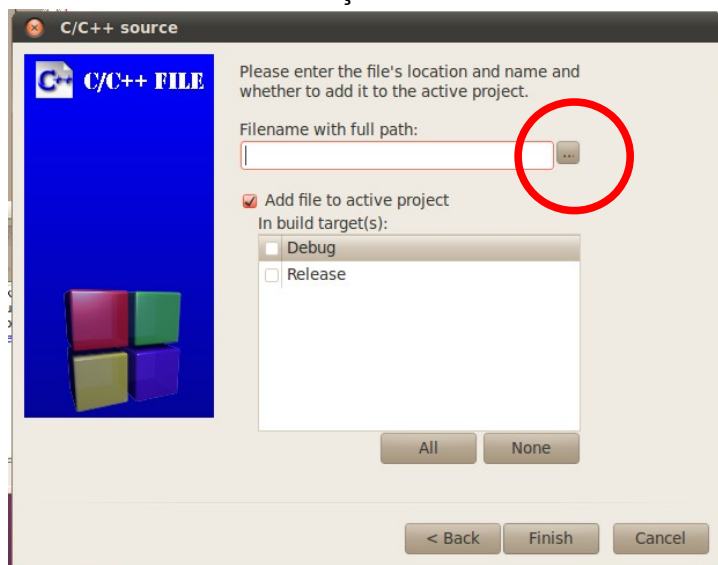 C/C++ source
C++ C/C++ FILE
Please enter the file's location and name and
whether to add it to the active project.
Filename with full path:
...
Add file to active project
In build target(s):
Debug
Release
All None
< Back Finish Cancel